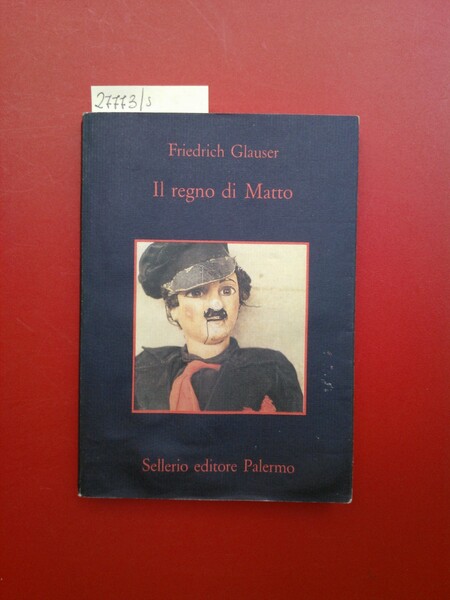 27773/s
Friedrich Glauser
Il regno di Matto
Sellerio editore Palermo